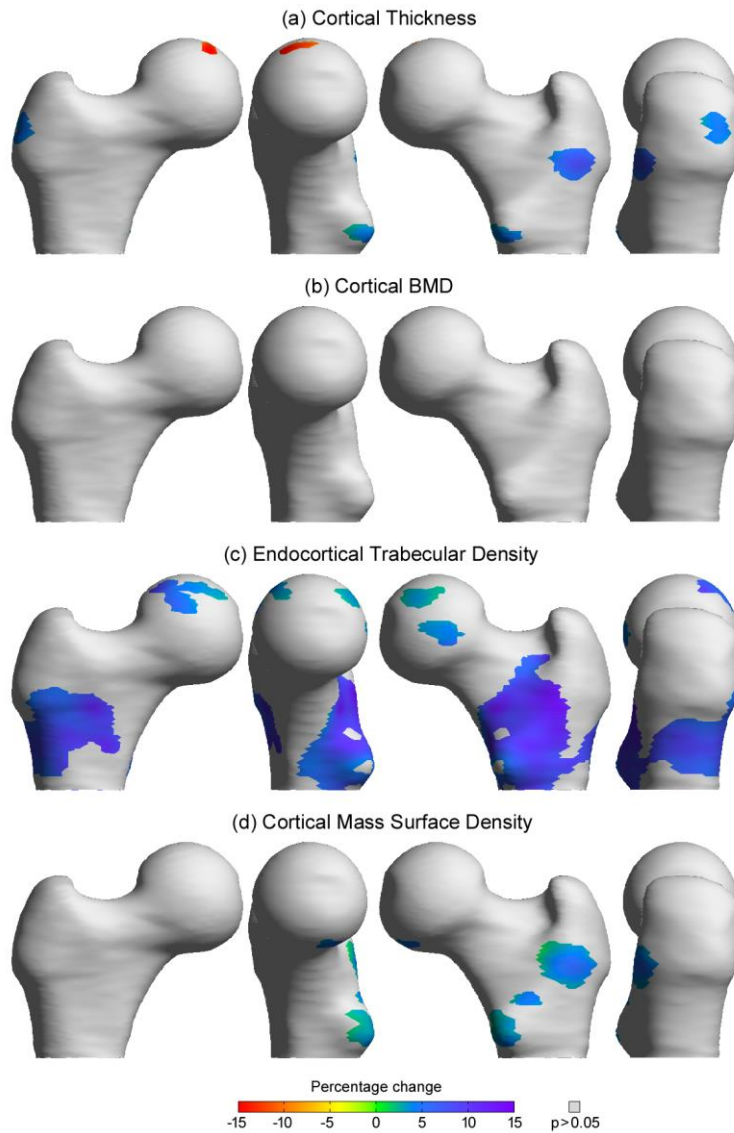 (a) Cortical Thickness
(b) Cortical BMD
(c) Endocortical Trabecular Density
(d) Cortical Mass Surface Density
Percentage change
-15 -10 -5 0 5 10 15 p>0.05